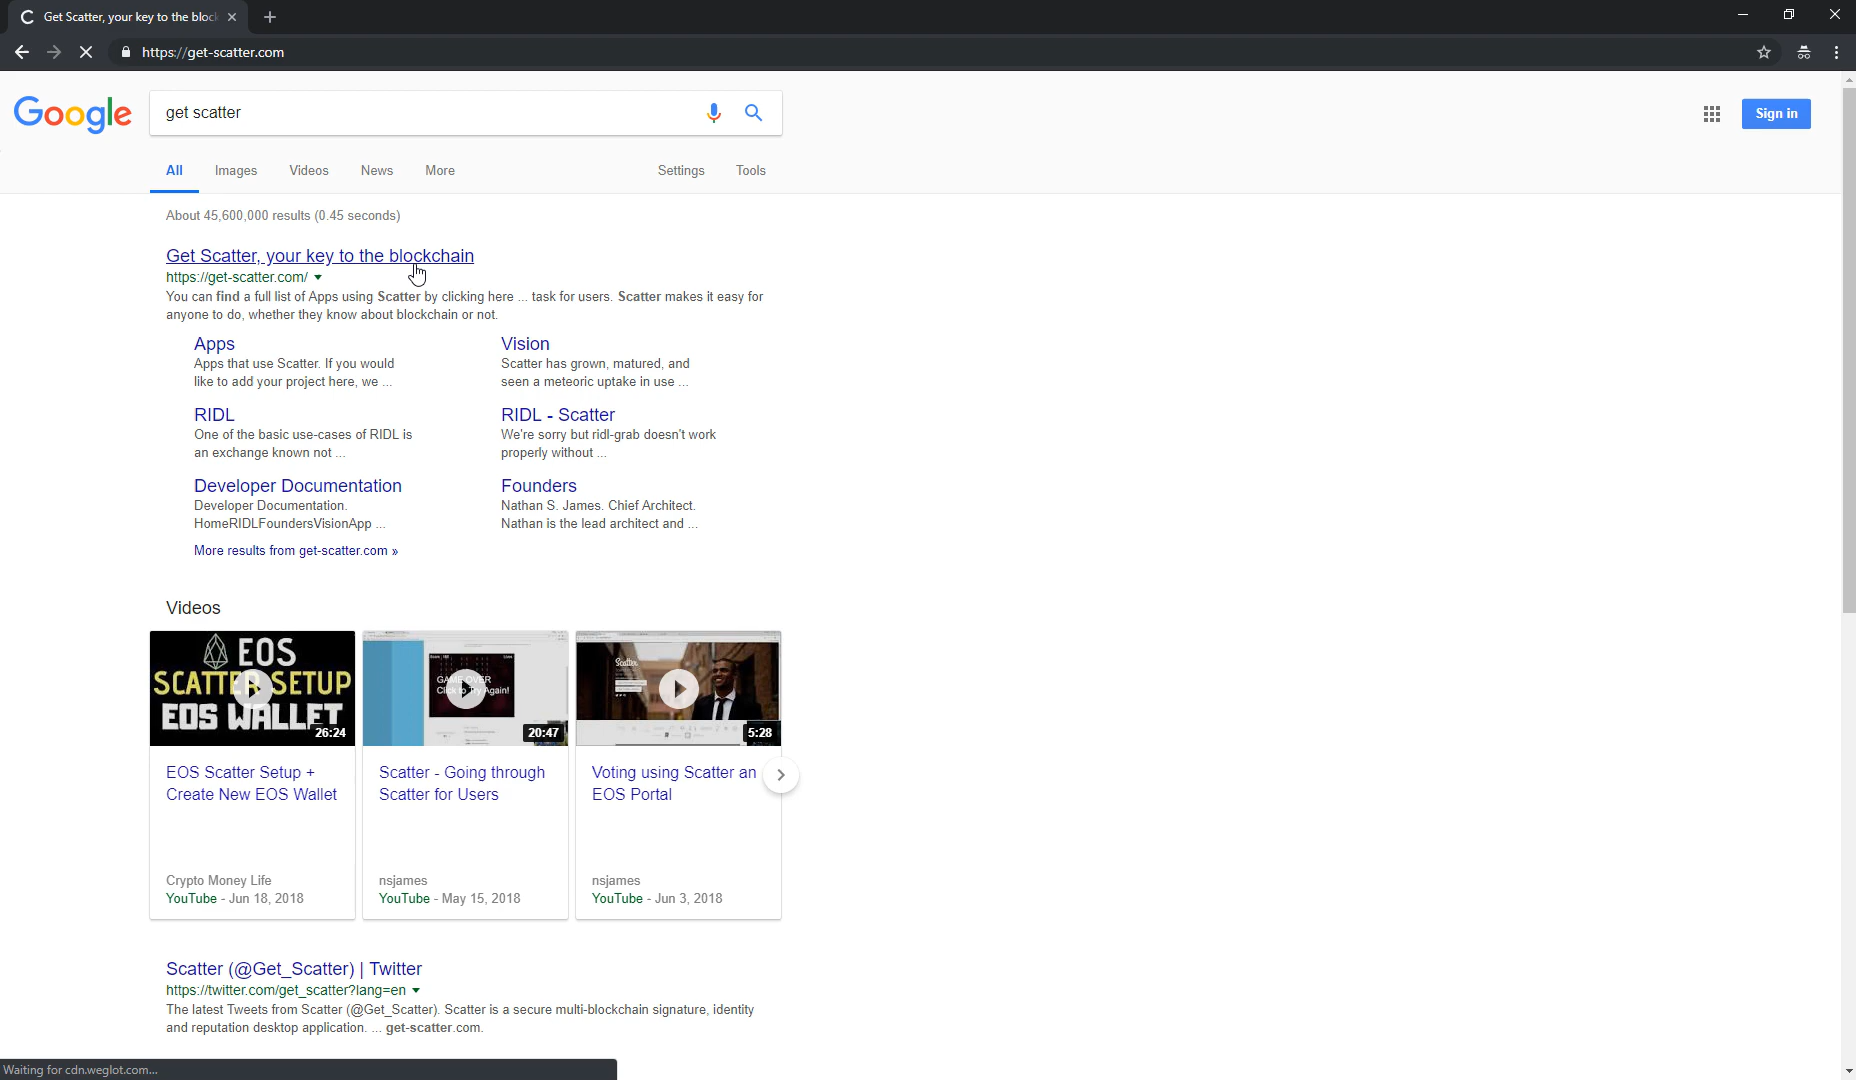 Get Scatter, your key to the bloc
https://get-scatter.com
Google
get scatter
Sign in
All
Images
Videos
News
More
Settings
Tools
About 45,600,000 results (0.45 seconds)
Get Scatter, your key to the blockchain
https://get-scatter.com/
You can find a full list of Apps using Scatter by clicking here ... task for users. Scatter makes it easy for
anyone to do, whether they know about blockchain or not.
Apps
Apps that use Scatter. If you would
like to add your project here, we ...
Vision
Scatter has grown, matured, and
seen a meteoric uptake in use ...
RIDL
One of the basic use-cases of RIDL is
an exchange known not ...
RIDL - Scatter
We're sorry but ridl-grab doesn't work
properly without ...
Developer Documentation
Developer Documentation.
HomeRIDLFoundersVisionApp ...
Founders
Nathan S. James. Chief Architect.
Nathan is the lead architect and ...
More results from get-scatter.com »
Videos
EOS
SCATTER SETUP
EOS WALLET
26:24
GAME OVER
Click to Try Again!
20:47
Scatter
5:28
EOS Scatter Setup +
Create New EOS Wallet
Crypto Money Life
YouTube - Jun 18, 2018
Scatter - Going through
Scatter for Users
nsjames
YouTube - May 15, 2018
Voting using Scatter an
EOS Portal
nsjames
YouTube - Jun 3, 2018
Scatter (@Get_Scatter) | Twitter
https://twitter.com/get_scatter?lang=en
The latest Tweets from Scatter (@Get_Scatter). Scatter is a secure multi-blockchain signature, identity
and reputation desktop application. ... get-scatter.com.
Waiting for cdn.weglot.com...